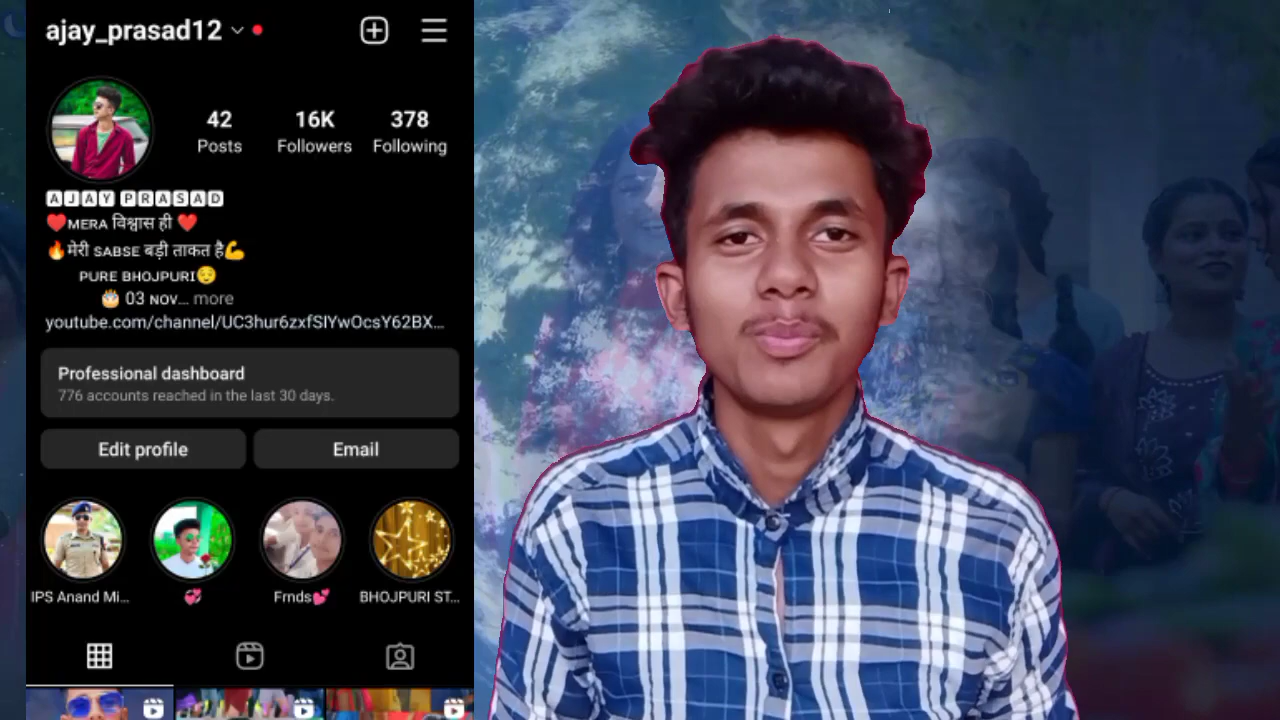 ajay_prasad12
42 16K 378
Posts Followers Following
AJAY PRASAD
❤️MERA विश्वास ही ❤️
🔥मेरी SABSE बड़ी ताकत है💪
PURE BHOJPURI😌
🎂 03 NOV... more
youtube.com/channel/UC3hur6zxfSIYwOcsY62BX...
Professional dashboard
776 accounts reached in the last 30 days.
Edit profile Email
IPS Anand Mi... 💞 Frnds💕 BHOJPURI ST...